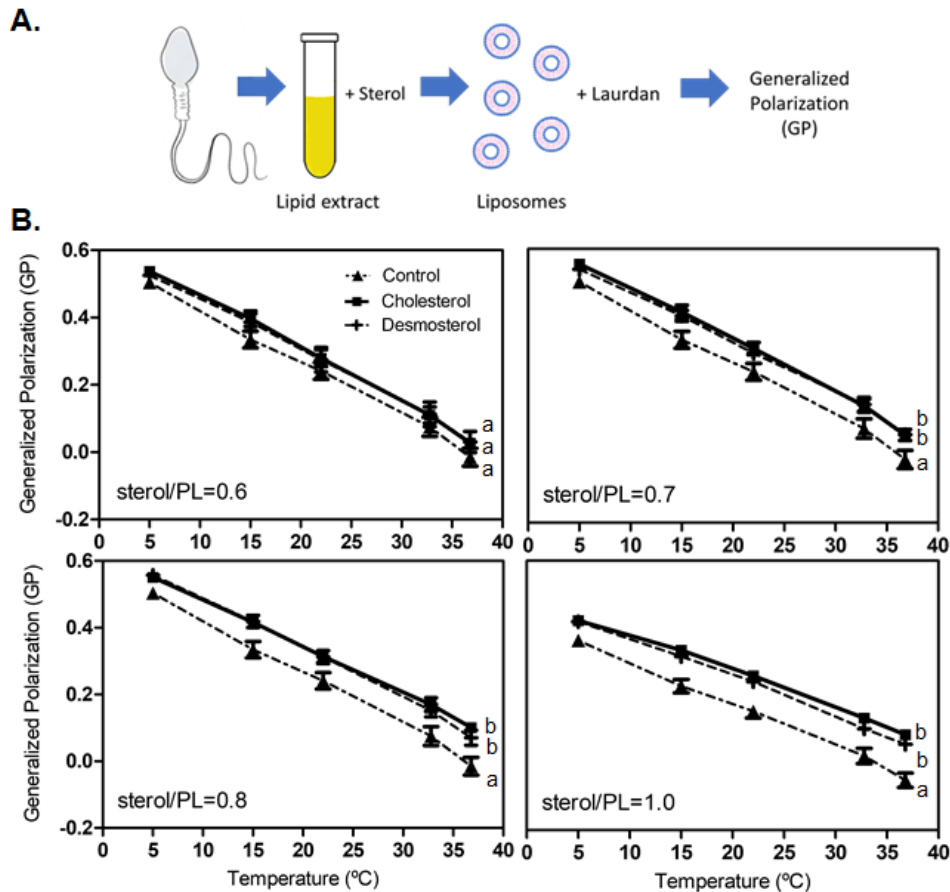 A.
+ Sterol
+ Laurdan
Generalized
Polarization
(GP)
Lipid extract
Liposomes
B.
Generalized Polarization (GP)
0.6
0.4
0.2
0.0
-0.2
Control
Cholesterol
Desmosterol
a
a
a
sterol/PL=0.6
0 5 10 15 20 25 30 35 40
b
b
a
sterol/PL=0.7
0 5 10 15 20 25 30 35 40
Generalized Polarization (GP)
0.6
0.4
0.2
0.0
-0.2
b
b
a
sterol/PL=0.8
0 5 10 15 20 25 30 35 40
Temperature (ºC)
b
b
a
sterol/PL=1.0
0 5 10 15 20 25 30 35 40
Temperature (ºC)